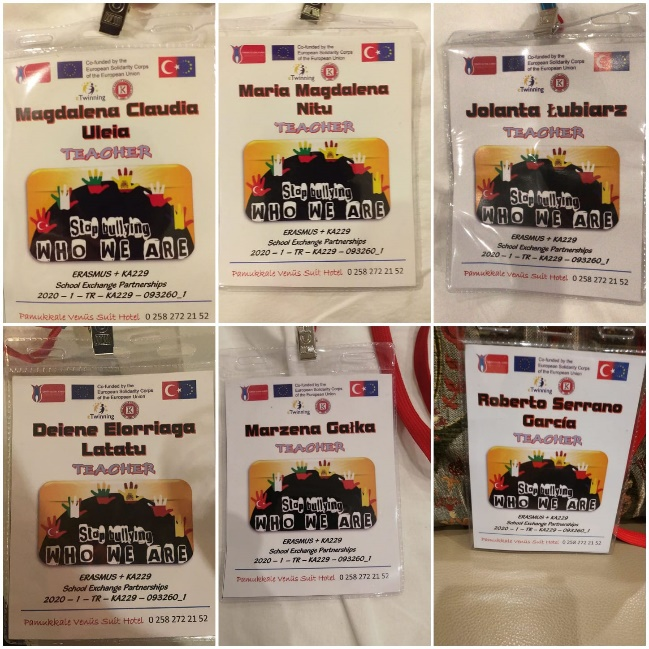 Co-funded by the
European Solidarity Corps
of the European Union
eTwinning
K
Magdalena Claudia
Uleia
TEACHER
Stop bullying
WHO WE ARE
ERASMUS + KA229
School Exchange Partnerships
2020 – 1 – TR – KA229 – 093260_1
Pamukkale Venüs Suit Hotel 0 258 272 21 52
Co-funded by the
European Solidarity Corps
of the European Union
eTwinning
K
Maria Magdalena
Nitu
TEACHER
Stop bullying
WHO WE ARE
ERASMUS + KA229
School Exchange Partnerships
2020 – 1 – TR – KA229 – 093260_1
Pamukkale Venüs Suit Hotel 0 258 272 21 52
Co-funded by the
European Solidarity Corps
of the European Union
eTwinning
K
Jolanta Łubiarz
TEACHER
Stop bullying
WHO WE ARE
ERASMUS + KA229
School Exchange Partnerships
2020 – 1 – TR – KA229 – 093260_1
Pamukkale Venüs Suit Hotel 0 258 272 21 52
Co-funded by the
European Solidarity Corps
of the European Union
eTwinning
K
Deiene Elorriaga
Latatu
TEACHER
Stop bullying
WHO WE ARE
ERASMUS + KA229
School Exchange Partnerships
2020 – 1 – TR – KA229 – 093260_1
Pamukkale Venüs Suit Hotel 0 258 272 21 52
Co-funded by the
European Solidarity Corps
of the European Union
eTwinning
K
Marzena Gałka
TEACHER
Stop bullying
WHO WE ARE
ERASMUS + KA229
School Exchange Partnerships
2020 – 1 – TR – KA229 – 093260_1
Pamukkale Venüs Suit Hotel 0 258 272 21 52
Co-funded by the
European Solidarity Corps
of the European Union
eTwinning
K
Roberto Serrano
García
TEACHER
Stop bullying
WHO WE ARE
ERASMUS + KA229
School Exchange Partnerships
2020 – 1 – TR – KA229 – 093260_1
Pamukkale Venüs Suit Hotel 0 258 272 21 52